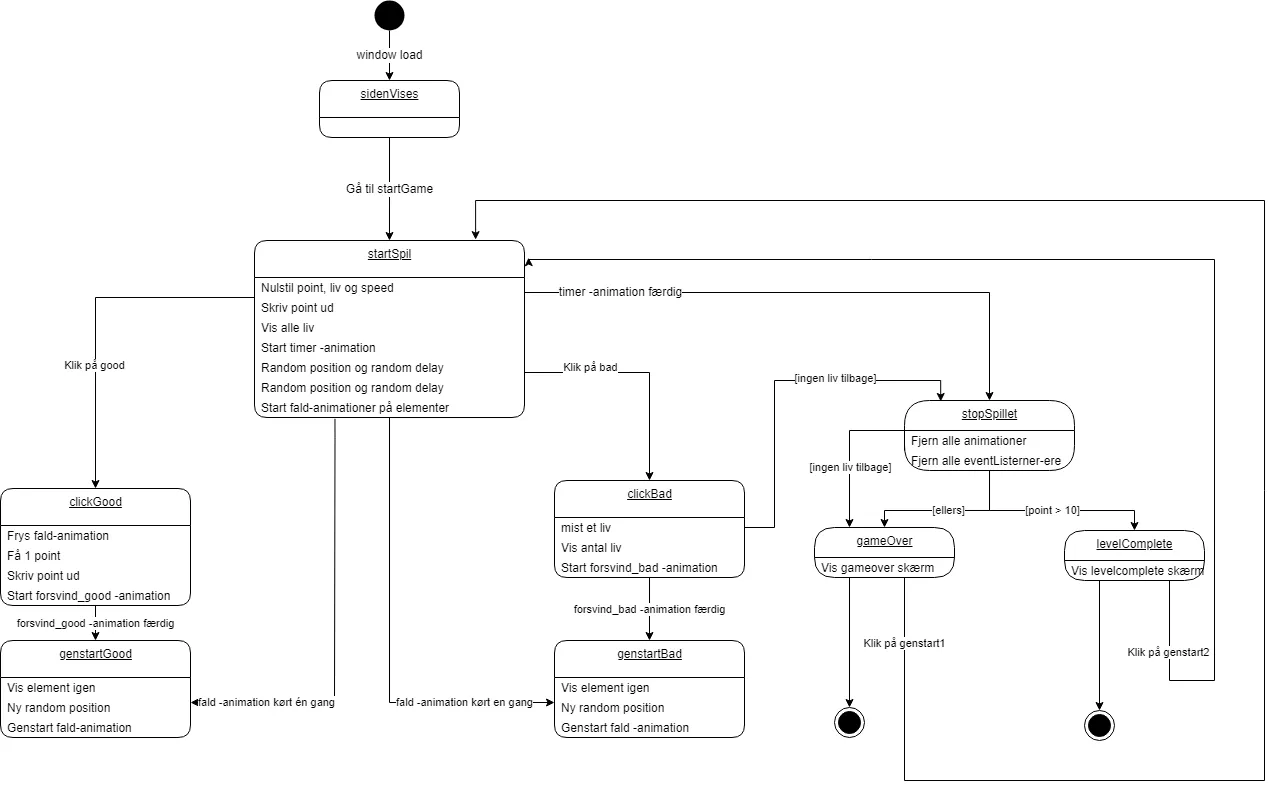 window load
sidenVises
Gå til startGame
startSpil
Nulstil point, liv og speed
Skriv point ud
Vis alle liv
Start timer -animation
Random position og random delay
Random position og random delay
Start fald-animationer på elementer
timer -animation færdig
Klik på good
Klik på bad
[ingen liv tilbage]
stopSpillet
Fjern alle animationer
Fjern alle eventListerner-ere
[ingen liv tilbage]
[ellers]
[point > 10]
clickGood
Frys fald-animation
Få 1 point
Skriv point ud
Start forsvind_good -animation
clickBad
mist et liv
Vis antal liv
Start forsvind_bad -animation
gameOver
Vis gameover skærm
levelComplete
Vis levelcomplete skærm
forsvind_good -animation færdig
forsvind_bad -animation færdig
genstartGood
Vis element igen
Ny random position
Genstart fald-animation
fald -animation kørt én gang
fald -animation kørt en gang
genstartBad
Vis element igen
Ny random position
Genstart fald -animation
Klik på genstart1
Klik på genstart2